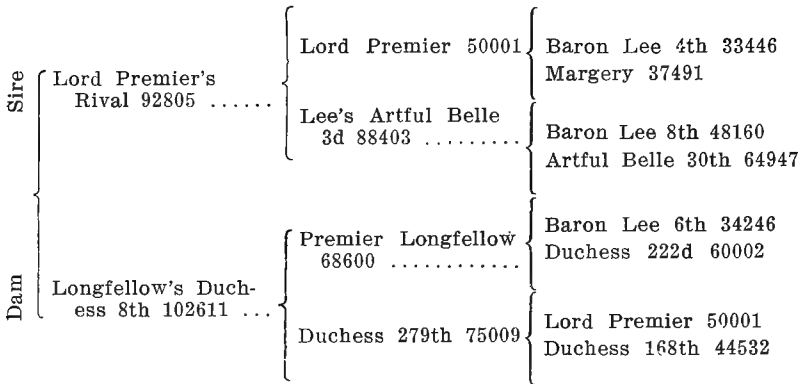 Sire
Lord Premier's
Rival 92805 ......
Lord Premier 50001
Baron Lee 4th 33446
Margery 37491
Lee's Artful Belle
3d 88403 .........
Baron Lee 8th 48160
Artful Belle 30th 64947
Dam
Longfellow's Duch-
ess 8th 102611 ...
Premier Longfellow
68600 ............
Baron Lee 6th 34246
Duchess 222d 60002
Duchess 279th 75009
Lord Premier 50001
Duchess 168th 44532